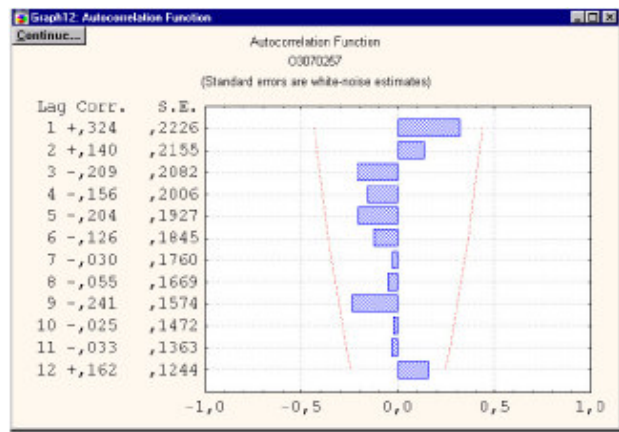 Graph12: Autocorrelation Function
Continue...
Autocorrelation Function
O3070257
(Standard errors are white-noise estimates)
Lag Corr. S.E.
1 +,324 ,2226
2 +,140 ,2155
3 -,209 ,2082
4 -,156 ,2006
5 -,204 ,1927
6 -,126 ,1845
7 -,030 ,1760
8 -,055 ,1669
9 -,241 ,1574
10 -,025 ,1472
11 -,033 ,1363
12 +,162 ,1244
-1,0 -0,5 0,0 0,5 1,0